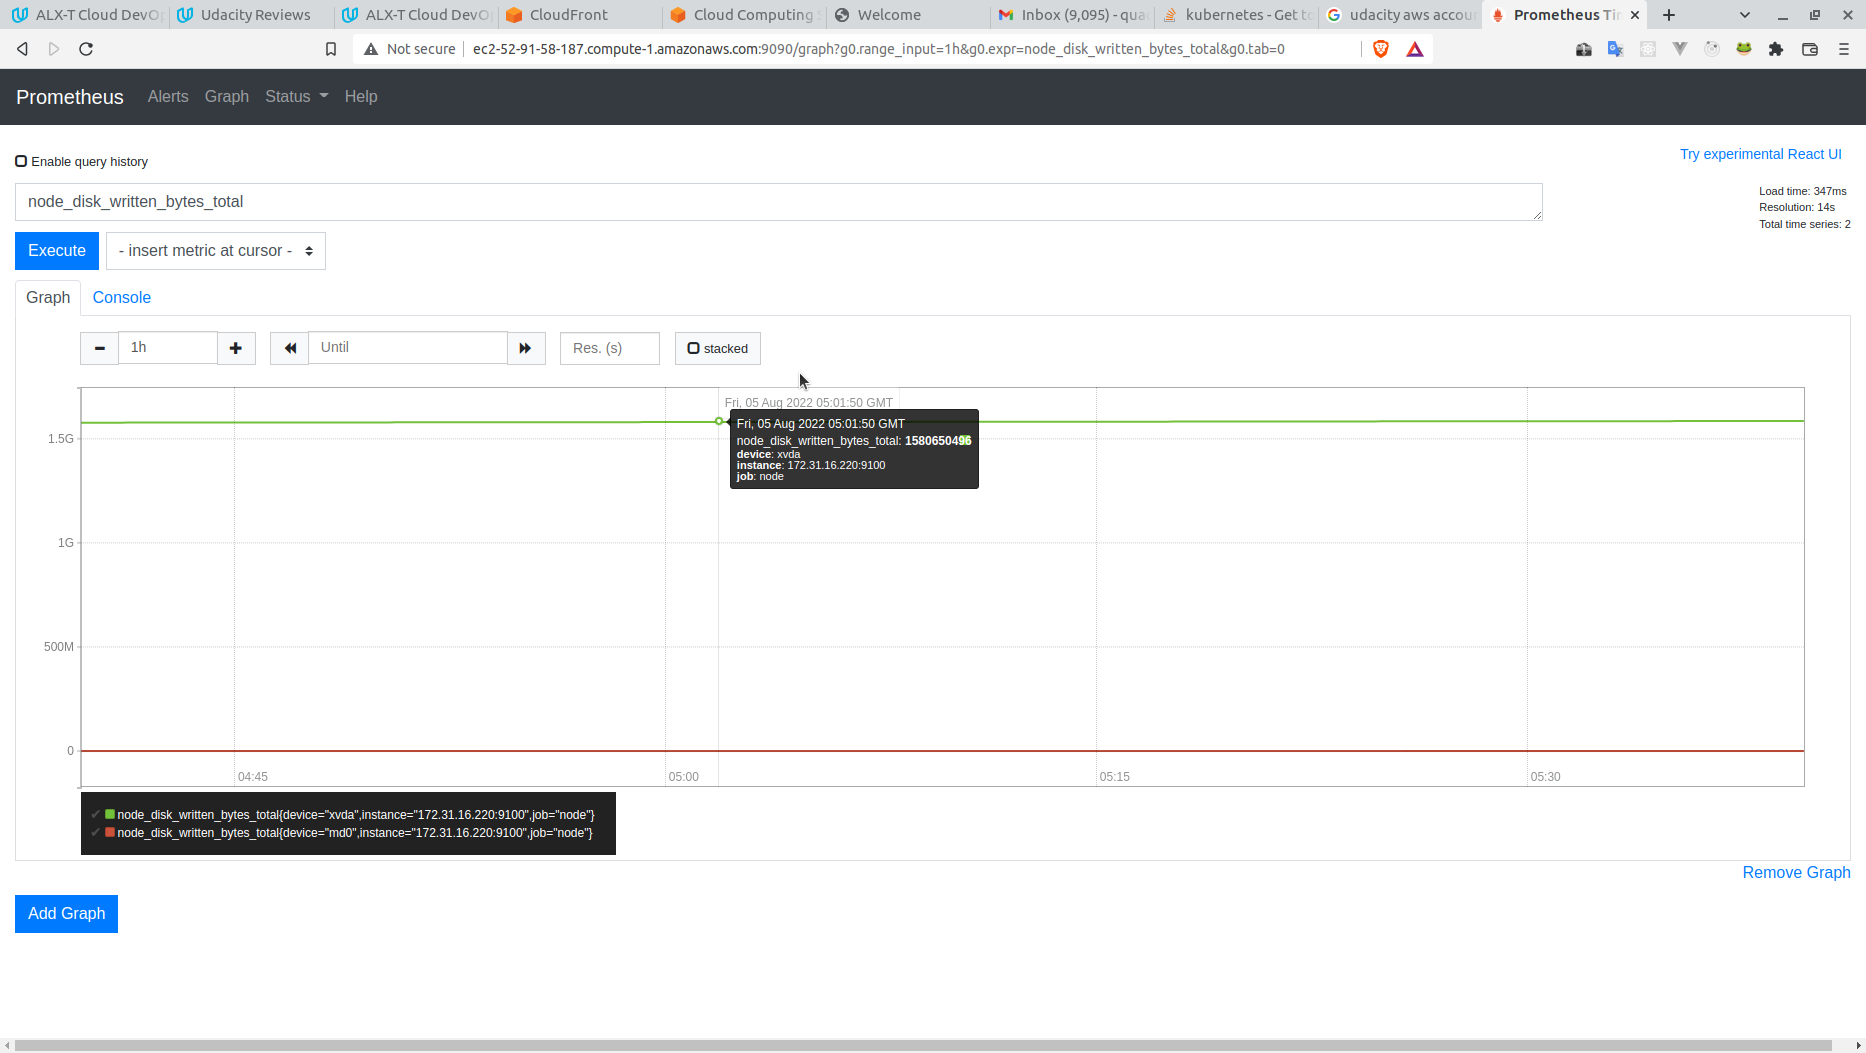 ALX-T Cloud DevO
Udacity Reviews
ALX-T Cloud DevO
CloudFront
Cloud Computing S
Welcome
Inbox (9,095) - qua
kubernetes - Get to
udacity aws accoun
Prometheus Tim
Not secure
ec2-52-91-58-187.compute-1.amazonaws.com:9090/graph?g0.range_input=1h&g0.expr=node_disk_written_bytes_total&g0.tab=0
Prometheus
Alerts
Graph
Status
Help
Enable query history
Try experimental React UI
node_disk_written_bytes_total
Load time: 347ms
Resolution: 14s
Total time series: 2
Execute
- insert metric at cursor -
Graph
Console
1h
Until
Res. (s)
stacked
Fri, 05 Aug 2022 05:01:50 GMT
Fri, 05 Aug 2022 05:01:50 GMT
node_disk_written_bytes_total: 1580650496
device: xvda
instance: 172.31.16.220:9100
job: node
1.5G
1G
500M
0
04:45
05:00
05:15
05:30
node_disk_written_bytes_total{device="xvda",instance="172.31.16.220:9100",job="node"}
node_disk_written_bytes_total{device="md0",instance="172.31.16.220:9100",job="node"}
Remove Graph
Add Graph